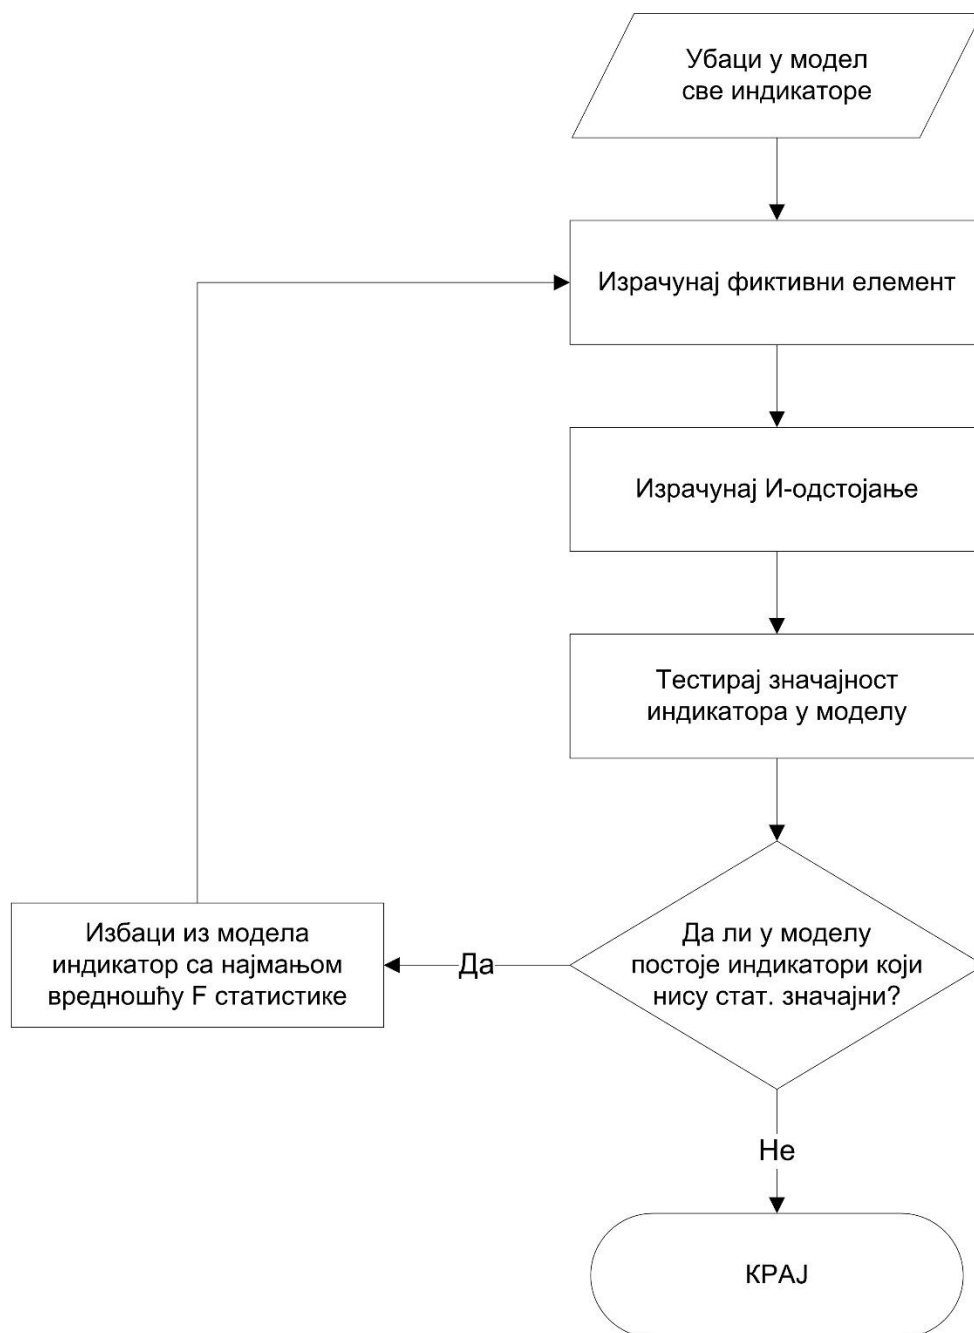 Убаци у модел
све индикаторе
Израчунај фиктивни елемент
Израчунај И-одстојање
Тестирај значајност
индикатора у моделу
Да ли у моделу
постоје индикатори који
нису стат. значајни?
Да
Избаци из модела
индикатор са најмањом
вредношћу F статистике
Не
КРАЈ